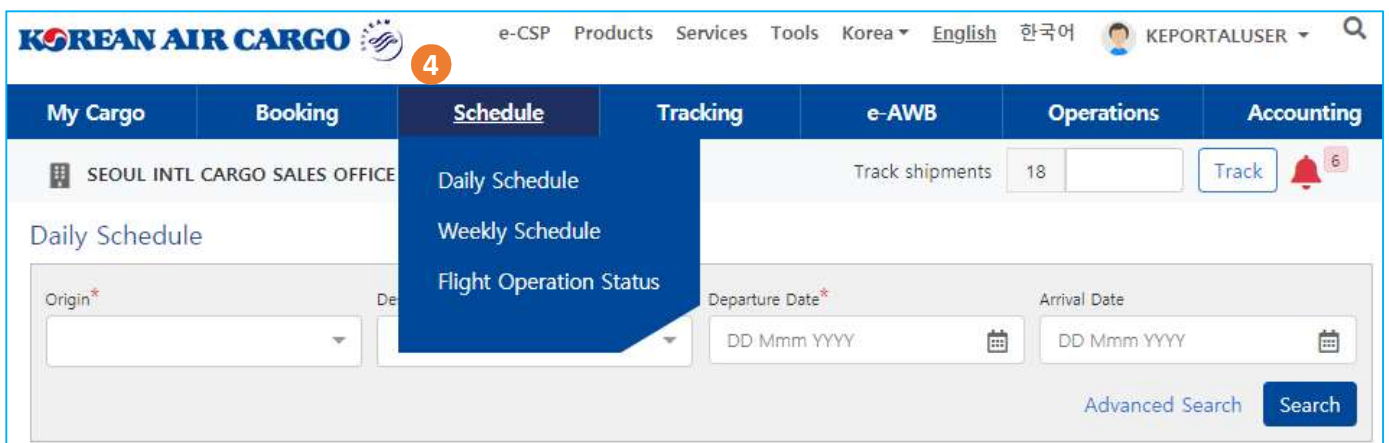 KOREAN AIR CARGO e-CSP Products Services Tools Korea English 한국어 KEPORTALUSER
4
My Cargo Booking Schedule Tracking e-AWB Operations Accounting
SEOUL INTL CARGO SALES OFFICE Track shipments 18 Track 6
Daily Schedule
Weekly Schedule
Flight Operation Status
Daily Schedule
Origin* De Departure Date* Arrival Date
DD Mmm YYYY DD Mmm YYYY
Advanced Search Search